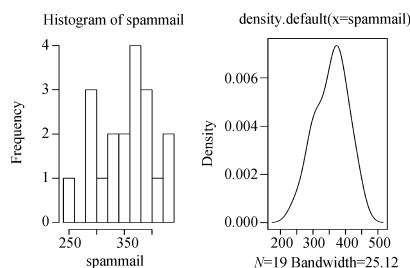 Histogram of spammail
4
3
2
1
0
Frequency
250 350
spammail
density.default(x=spammail)
0.006
0.004
0.002
0.000
Density
200 300 400 500
N=19 Bandwidth=25.12